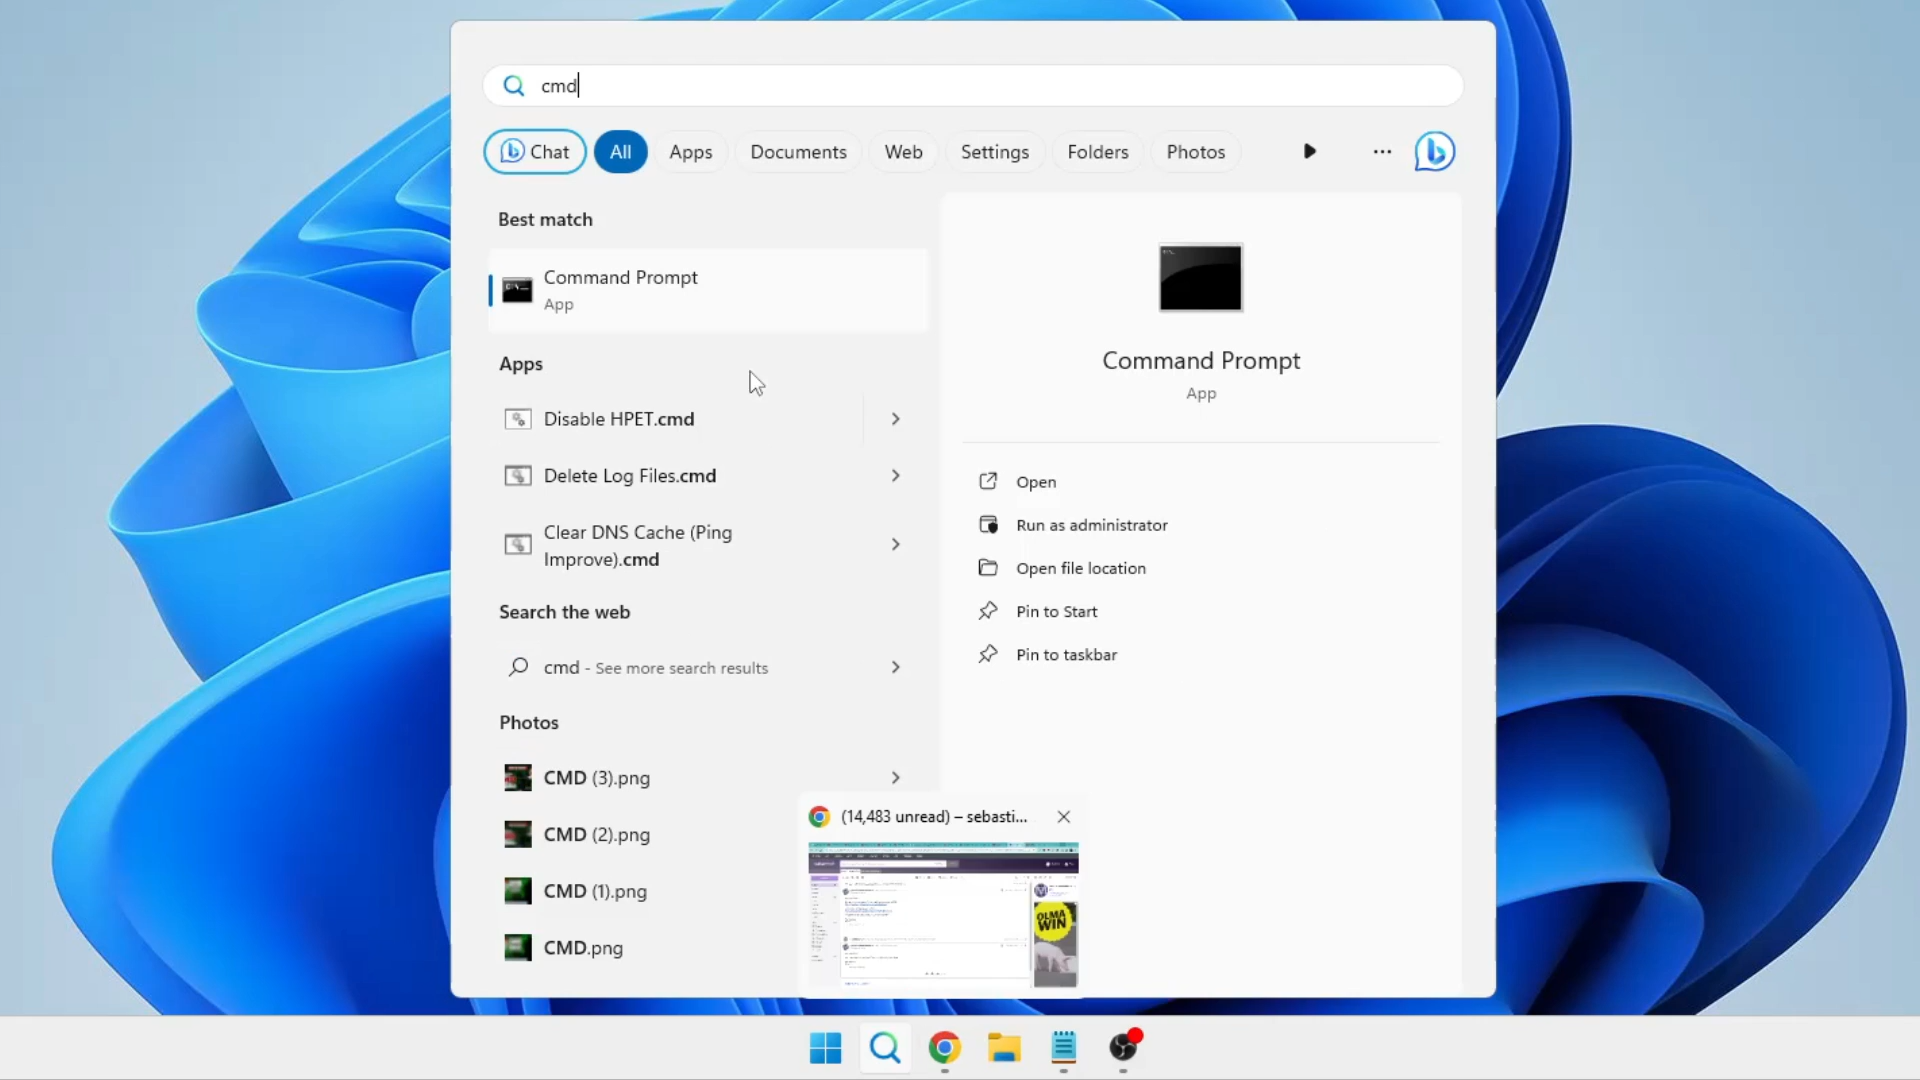 cmd
Chat
All
Apps
Documents
Web
Settings
Folders
Photos
Best match
Command Prompt
App
Apps
Disable HPET.cmd
Delete Log Files.cmd
Clear DNS Cache (Ping
Improve).cmd
Search the web
cmd - See more search results
Photos
CMD (3).png
CMD (2).png
CMD (1).png
CMD.png
Command Prompt
App
Open
Run as administrator
Open file location
Pin to Start
Pin to taskbar
(14,483 unread) – sebasti...
OLMA
WIN